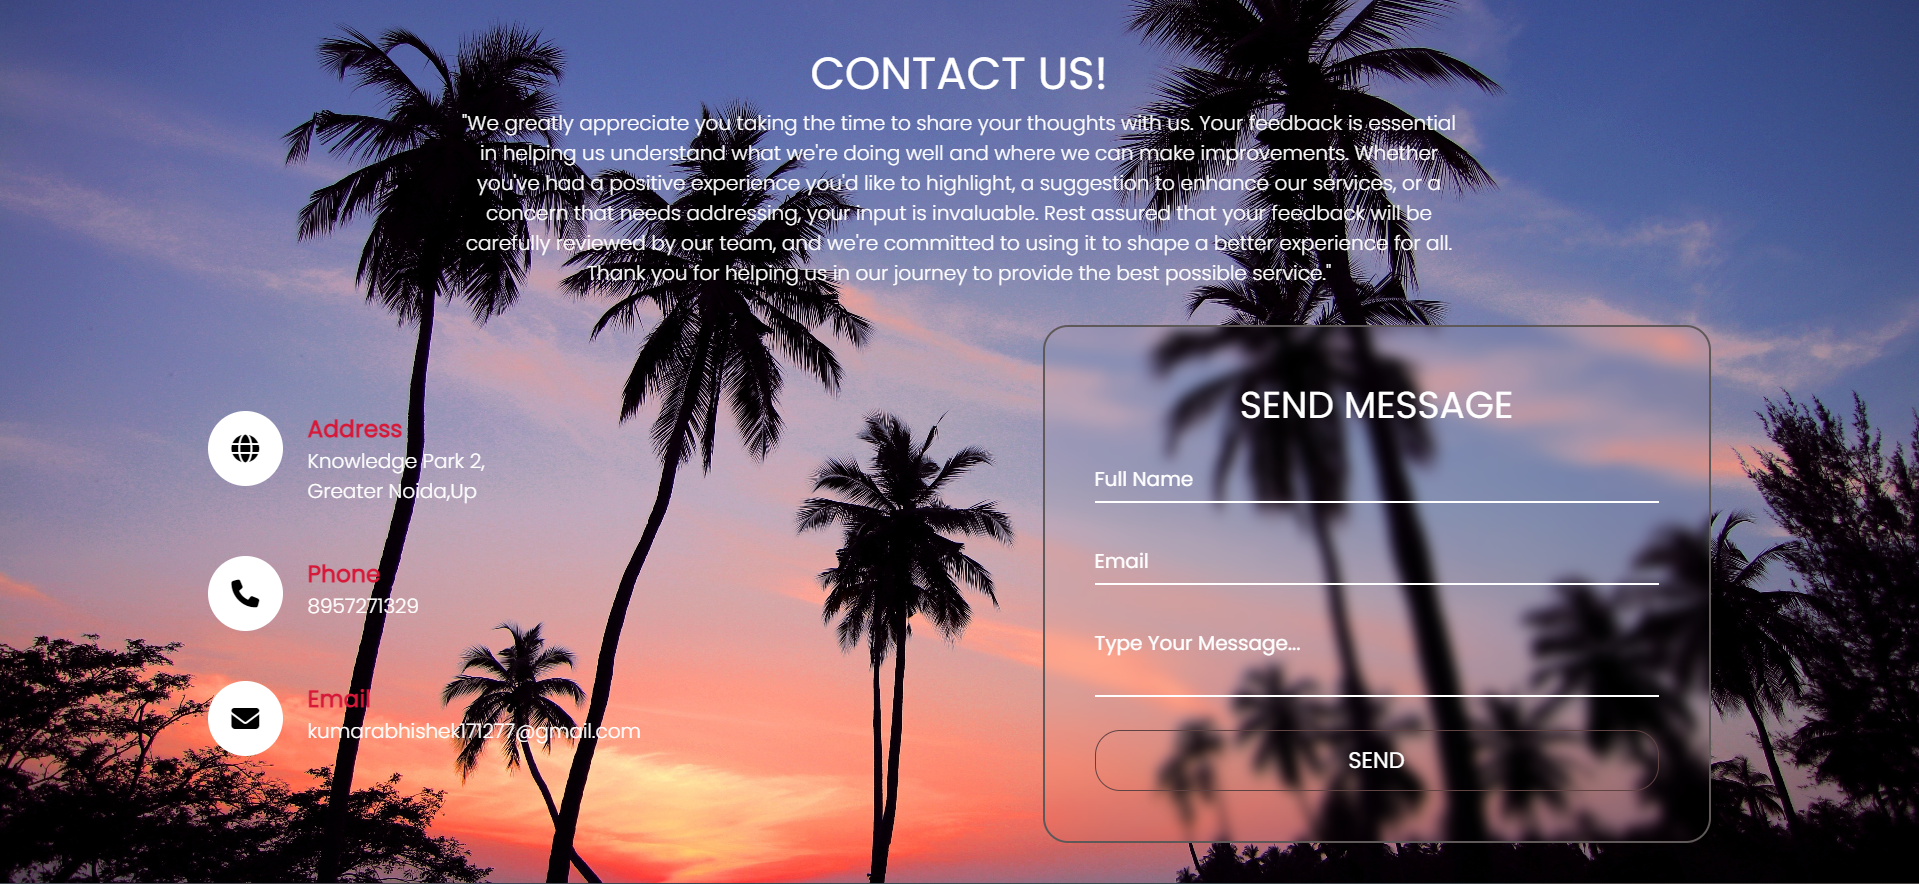 CONTACT US!
"We greatly appreciate you taking the time to share your thoughts with us. Your feedback is essential
in helping us understand what we're doing well and where we can make improvements. Whether
you've had a positive experience you'd like to highlight, a suggestion to enhance our services, or a
concern that needs addressing, your input is invaluable. Rest assured that your feedback will be
carefully reviewed by our team, and we're committed to using it to shape a better experience for all.
Thank you for helping us in our journey to provide the best possible service."
Address
Knowledge Park 2,
Greater Noida,Up
Phone
8957271329
Email
kumarabhishek171277@gmail.com
SEND MESSAGE
Full Name
Email
Type Your Message...
SEND